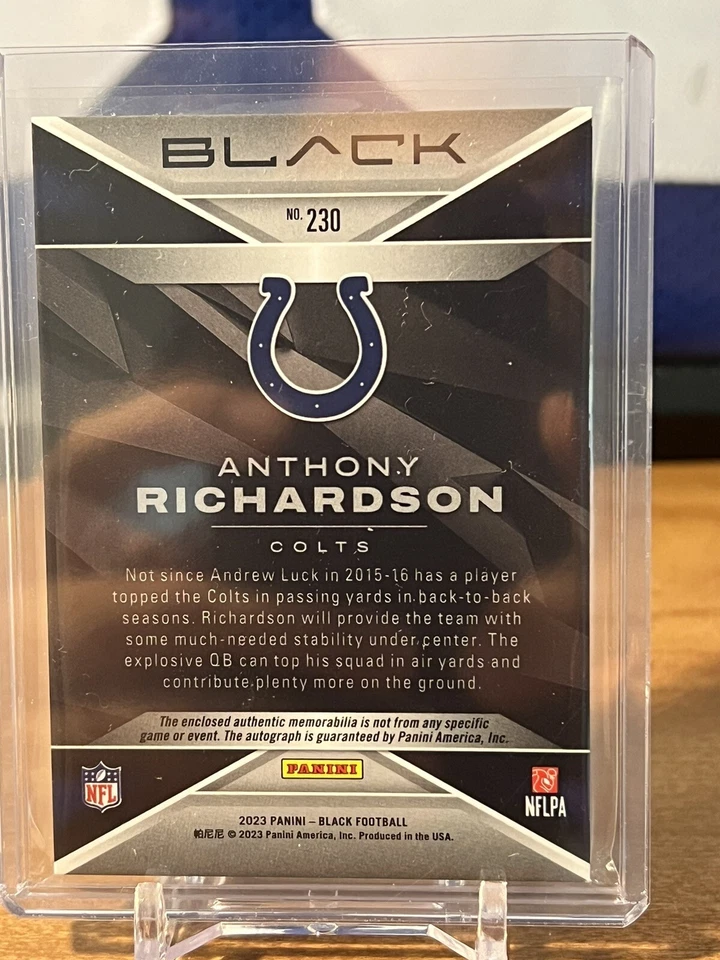 BLACK
NO. 230
ANTHONY
RICHARDSON
COLTS
Not since Andrew Luck in 2015-16 has a player
topped the Colts in passing yards in back-to-back
seasons. Richardson will provide the team with
some much-needed stability under center. The
explosive QB can top his squad in air yards and
contribute plenty more on the ground.
The enclosed authentic memorabilia is not from any specific
game or event. The autograph is guaranteed by Panini America, Inc.
PANINI
NFL
NFLPA
2023 PANINI – BLACK FOOTBALL
帕尼尼 © 2023 Panini America, Inc. Produced in the USA.